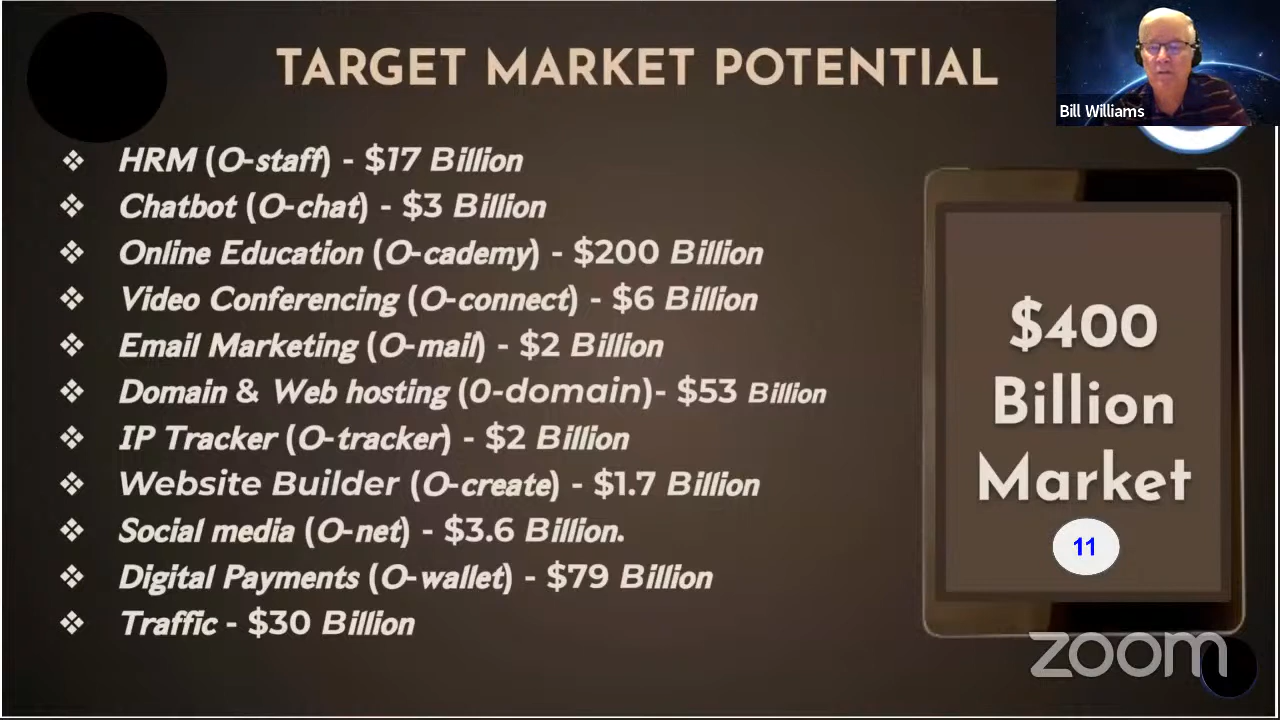 TARGET MARKET POTENTIAL
Bill Williams
❖ HRM (O-staff) - $17 Billion
❖ Chatbot (O-chat) - $3 Billion
❖ Online Education (O-cademy) - $200 Billion
❖ Video Conferencing (O-connect) - $6 Billion
❖ Email Marketing (O-mail) - $2 Billion
❖ Domain & Web hosting (0-domain)- $53 Billion
❖ IP Tracker (O-tracker) - $2 Billion
❖ Website Builder (O-create) - $1.7 Billion
❖ Social media (O-net) - $3.6 Billion.
❖ Digital Payments (O-wallet) - $79 Billion
❖ Traffic - $30 Billion
$400
Billion
Market
11
zoom